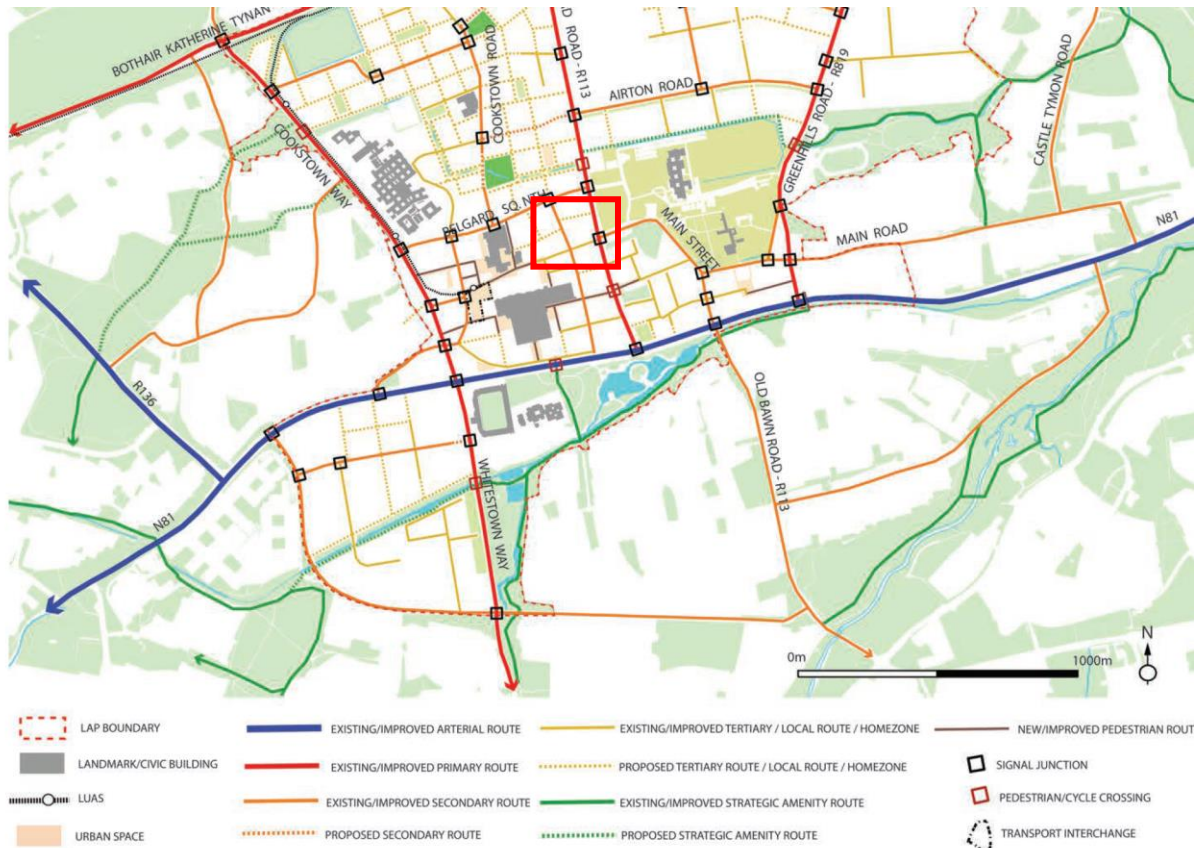 BOTHAIR KATHERINE TYNAN
COOKSTOWN ROAD
ROAD - R113
AIRTON ROAD
GREENHILLS ROAD - R819
CASTLE TYMON ROAD
COOKSTOWN WAY
BELGARD SQ. NTH
MAIN STREET
MAIN ROAD
N81
R136
OLD BAWN ROAD - R113
WHITESTOWN WAY
N81
N
0m
1000m
LAP BOUNDARY
EXISTING/IMPROVED ARTERIAL ROUTE
EXISTING/IMPROVED TERTIARY / LOCAL ROUTE / HOMEZONE
NEW/IMPROVED PEDESTRIAN ROUT
LANDMARK/CIVIC BUILDING
EXISTING/IMPROVED PRIMARY ROUTE
PROPOSED TERTIARY ROUTE / LOCAL ROUTE / HOMEZONE
SIGNAL JUNCTION
LUAS
EXISTING/IMPROVED SECONDARY ROUTE
EXISTING/IMPROVED STRATEGIC AMENITY ROUTE
PEDESTRIAN/CYCLE CROSSING
URBAN SPACE
PROPOSED SECONDARY ROUTE
PROPOSED STRATEGIC AMENITY ROUTE
TRANSPORT INTERCHANGE